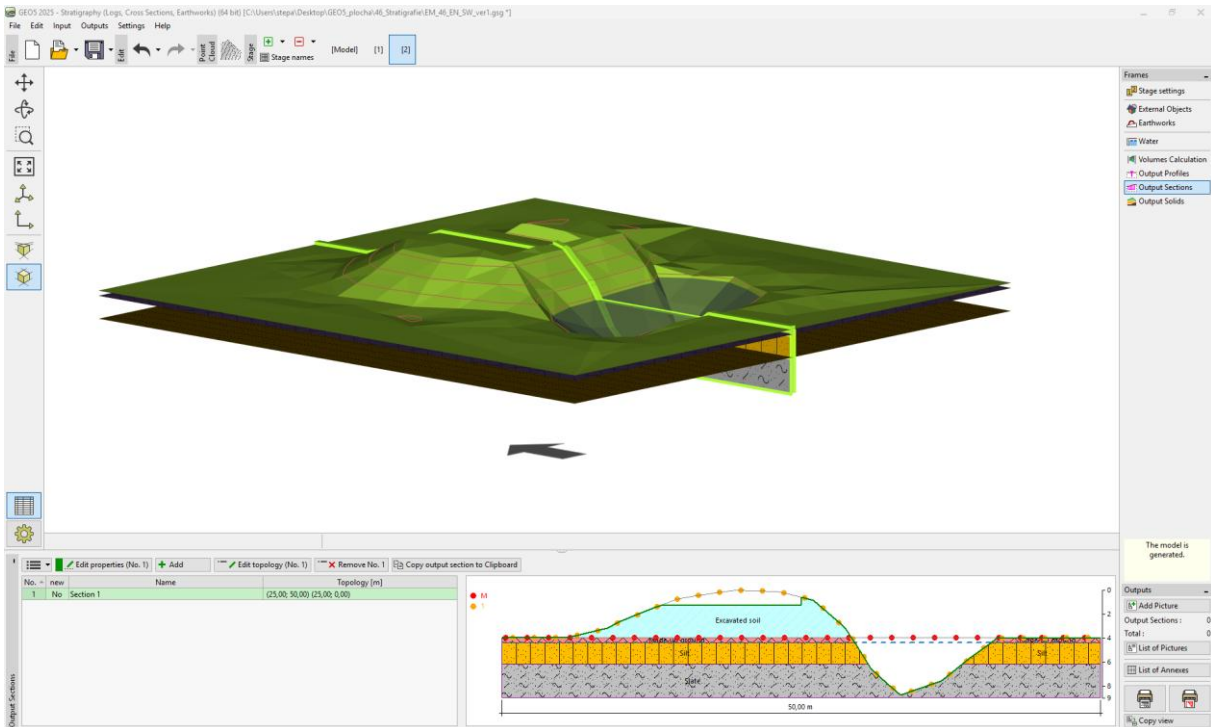 GEO5 2025 - Stratigraphy (Logs, Cross Sections, Earthworks) (64 bit) [C:\Users\stepa\Desktop\GEO5_plocha\46_Stratigrafie\EM_46_EN_SW_ver1.gsg *]
File Edit Input Outputs Settings Help
File
Edit
Point Cloud
Stage
Stage names
[Model] [1] [2]
Frames
Stage settings
External Objects
Earthworks
Water
Volumes Calculation
Output Profiles
Output Sections
Output Solids
The model is
generated.
Edit properties (No. 1) Add Edit topology (No. 1) Remove No. 1 Copy output section to Clipboard
No. new Name Topology [m]
1 No Section 1 (25,00; 50,00) (25,00; 0,00)
Output Sections
M
1
Excavated soil
Silt
Silt
Slate
50,00 m
0
2
4
6
8
9
Outputs
Add Picture
Output Sections : 0
Total : 0
List of Pictures
List of Annexes
Copy view